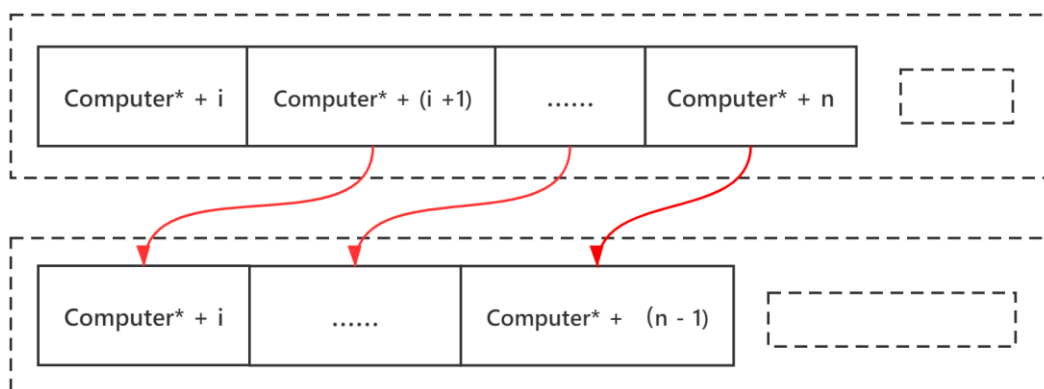 Computer* + i
Computer* + (i +1)
......
Computer* + n
Computer* + i
......
Computer* + （n - 1)